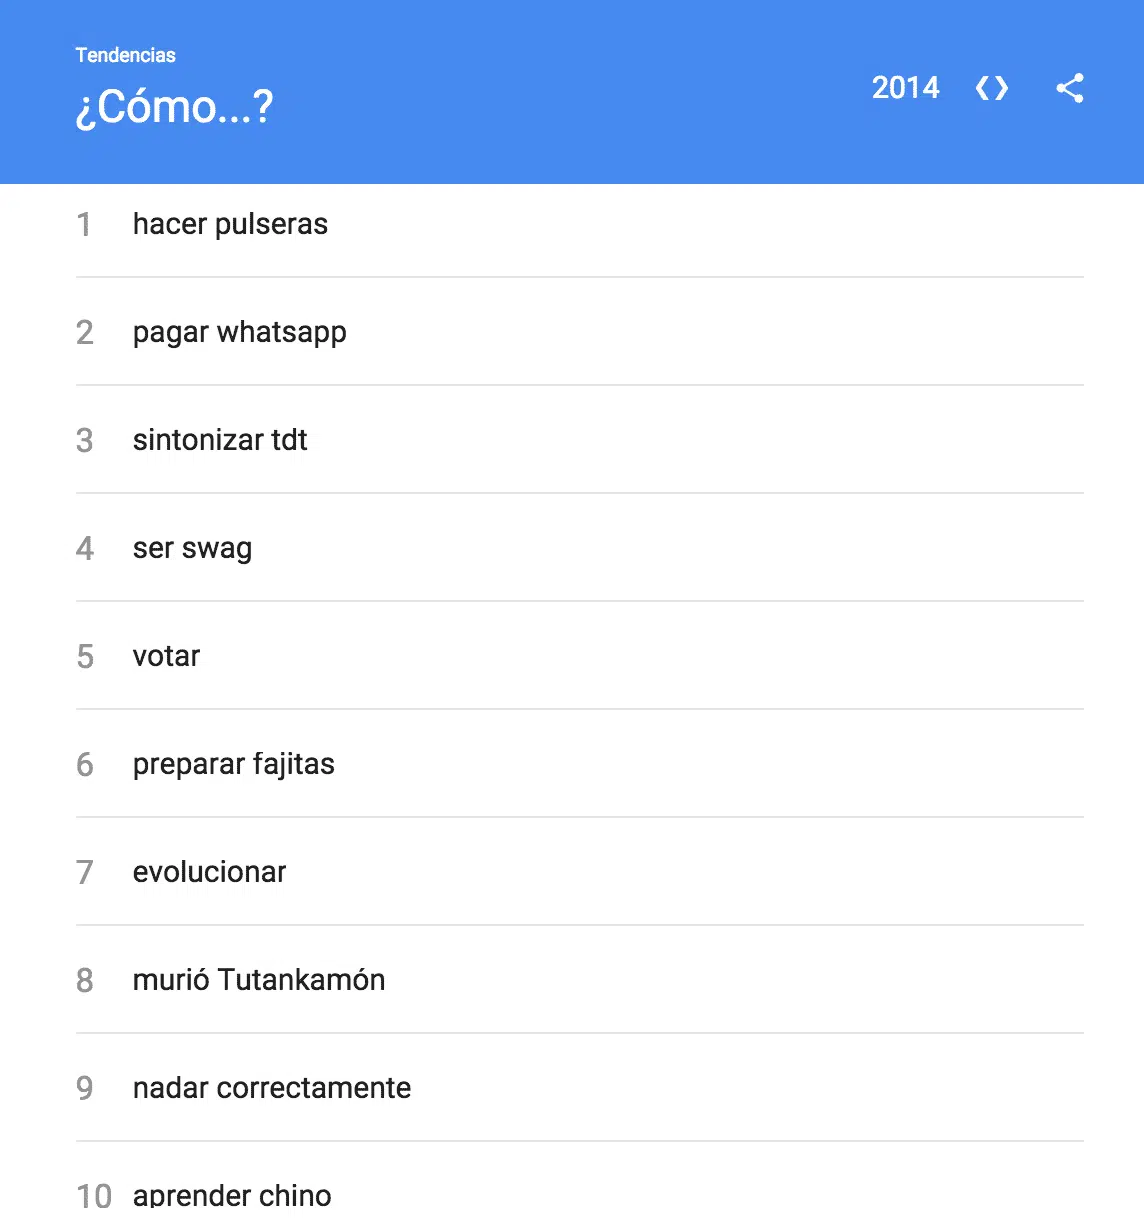 Tendencias
¿Cómo...?
2014
1 hacer pulseras
2 pagar whatsapp
3 sintonizar tdt
4 ser swag
5 votar
6 preparar fajitas
7 evolucionar
8 murió Tutankamón
9 nadar correctamente
10 aprender chino